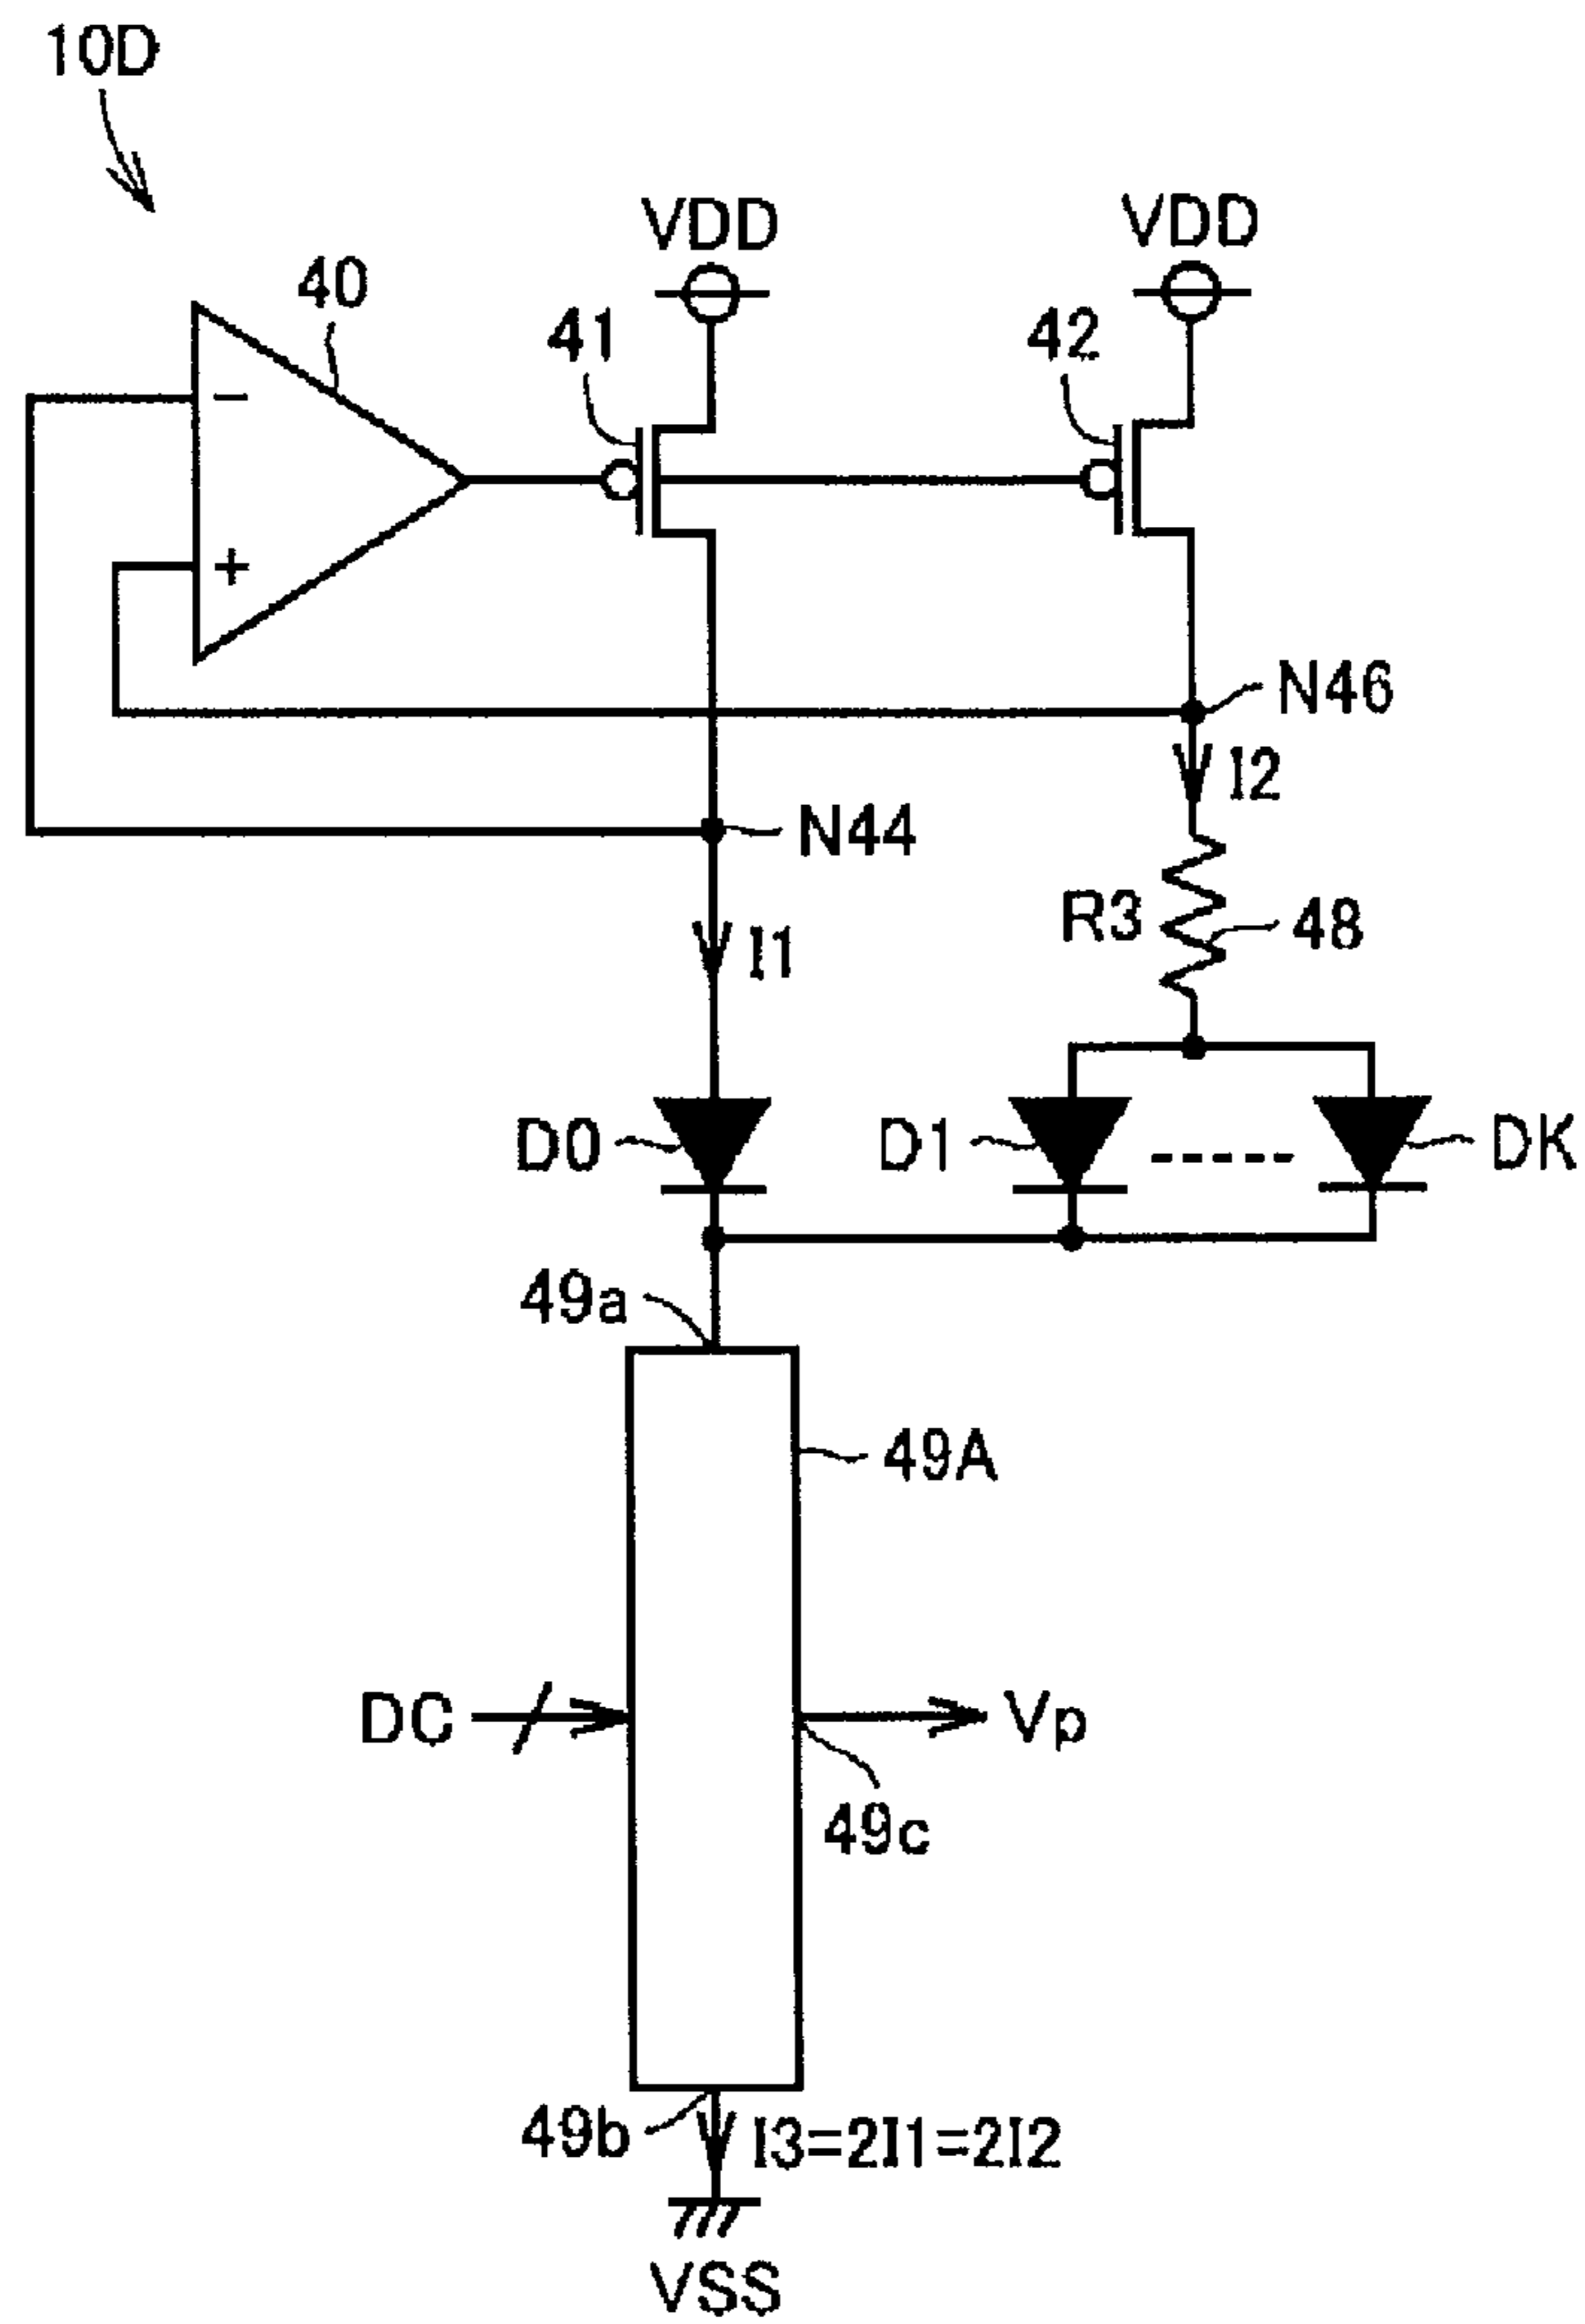 10D
VDD
VDD
40
41
42
-
+
N46
I2
N44
R3
48
I1
D0
D1
DK
49a
49A
DC
Vp
49c
49b
I3=2I1=2I2
VSS